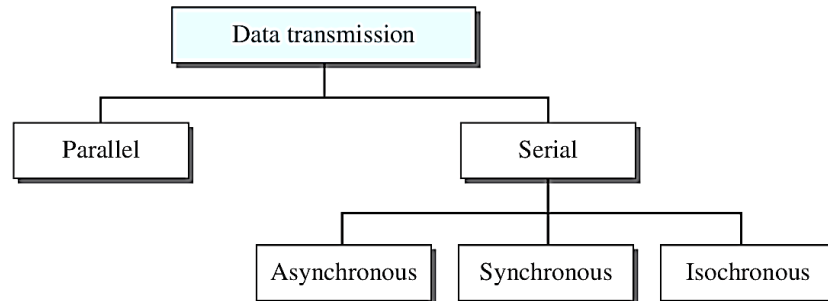 Data transmission
Parallel
Serial
Asynchronous
Synchronous
Isochronous